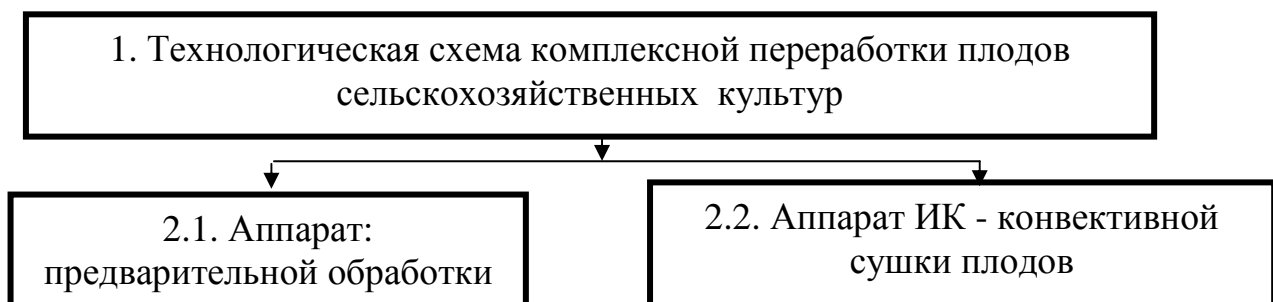 1. Технологическая схема комплексной переработки плодов
сельскохозяйственных культур
2.1. Аппарат:
предварительной обработки
2.2. Аппарат ИК - конвективной
сушки плодов